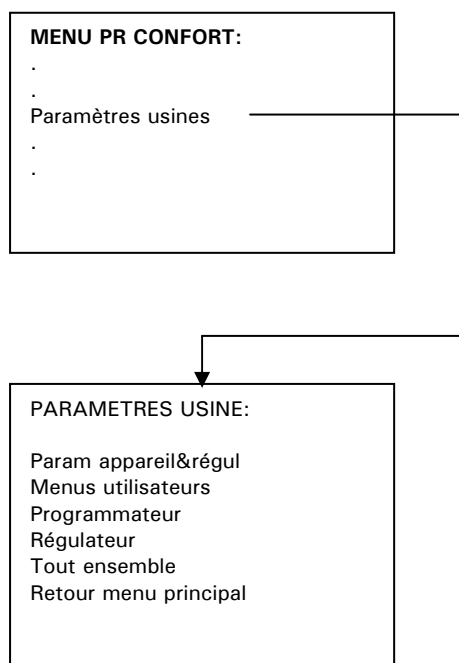 MENU PR CONFORT:
.
.
Paramètres usines
.
.
PARAMETRES USINE:
Param appareil&régul
Menus utilisateurs
Programmateur
Régulateur
Tout ensemble
Retour menu principal